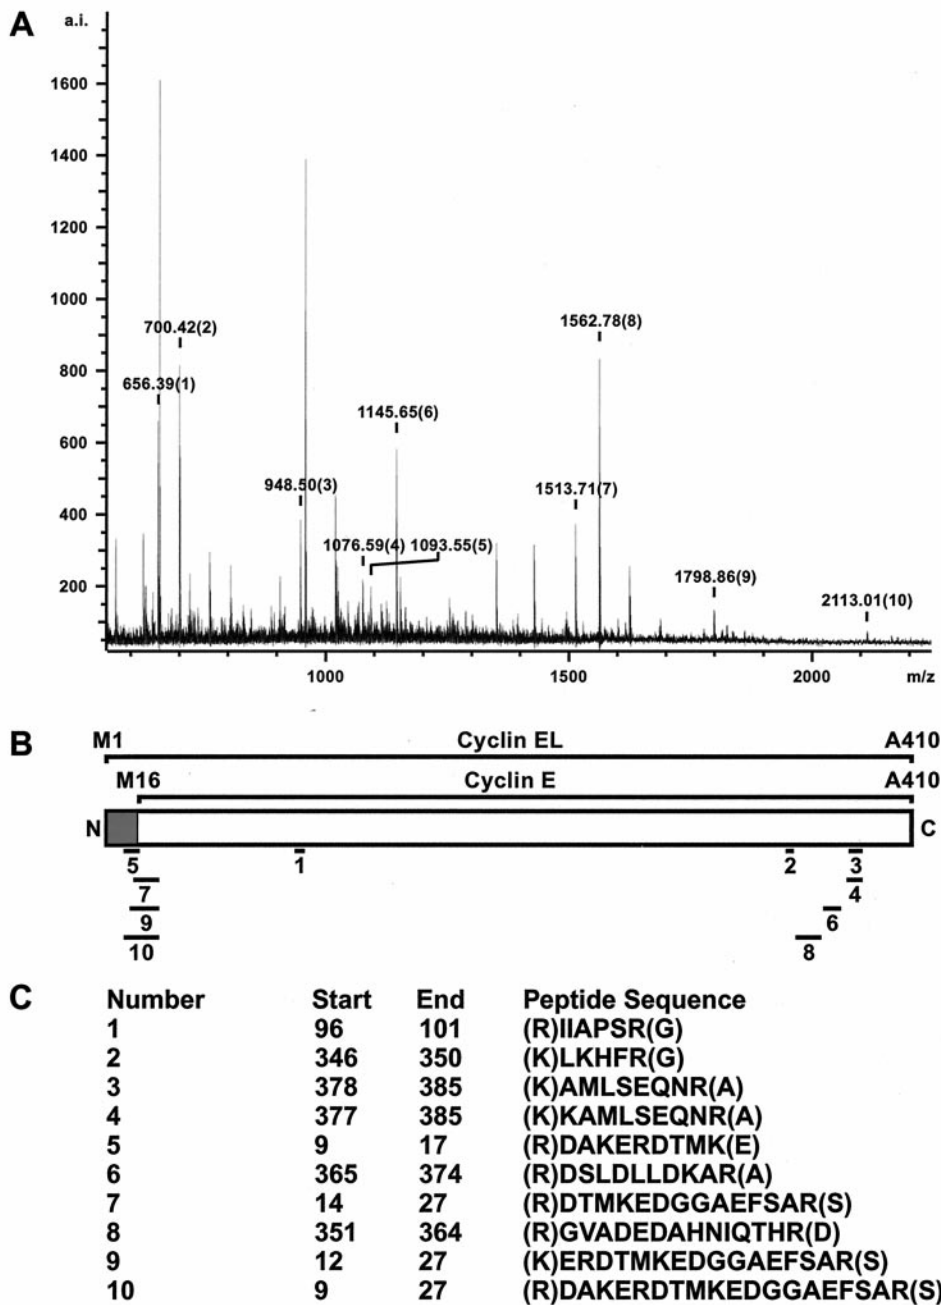 A
a.i.
1600
1400
1200
1000
800
600
400
200
700.42(2)
656.39(1)
948.50(3)
1076.59(4)
1093.55(5)
1145.65(6)
1513.71(7)
1562.78(8)
1798.86(9)
2113.01(10)
1000 1500 2000 m/z
B
M1 Cyclin EL A410
M16 Cyclin E A410
N C
5 1 2 3
7 4
9 6
10 8
C
Number Start End Peptide Sequence
1 96 101 (R)IIAPSR(G)
2 346 350 (K)LKHFR(G)
3 378 385 (K)AMLSEQNR(A)
4 377 385 (K)KAMLSEQNR(A)
5 9 17 (R)DAKERDTMK(E)
6 365 374 (R)DSLDLLDKAR(A)
7 14 27 (R)DTMKEDGGAEFSAR(S)
8 351 364 (R)GVADEDAHNIQTHR(D)
9 12 27 (K)ERDTMKEDGGAEFSAR(S)
10 9 27 (R)DAKERDTMKEDGGAEFSAR(S)